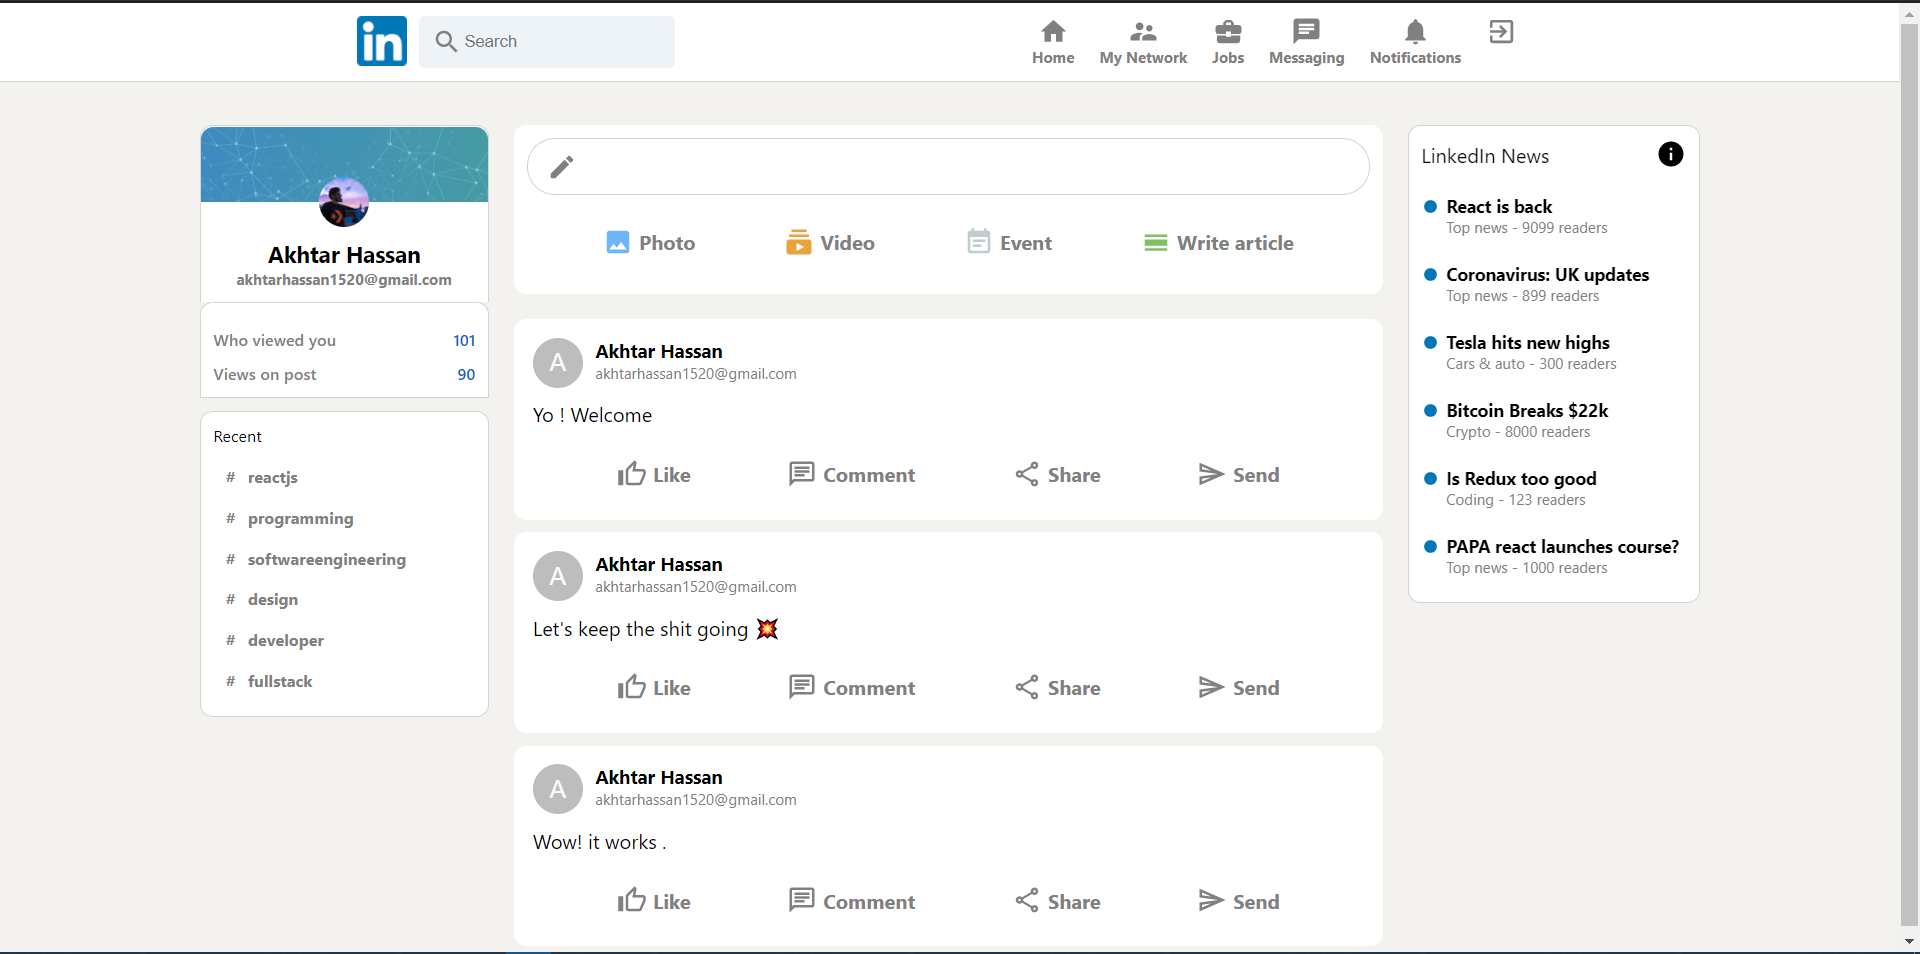 in Search
Home My Network Jobs Messaging Notifications
Akhtar Hassan
akhtarhassan1520@gmail.com
Who viewed you 101
Views on post 90
Recent
# reactjs
# programming
# softwareengineering
# design
# developer
# fullstack
Photo Video Event Write article
A Akhtar Hassan
akhtarhassan1520@gmail.com
Yo ! Welcome
Like Comment Share Send
A Akhtar Hassan
akhtarhassan1520@gmail.com
Let's keep the shit going 💥
Like Comment Share Send
A Akhtar Hassan
akhtarhassan1520@gmail.com
Wow! it works .
Like Comment Share Send
LinkedIn News
React is back
Top news - 9099 readers
Coronavirus: UK updates
Top news - 899 readers
Tesla hits new highs
Cars & auto - 300 readers
Bitcoin Breaks $22k
Crypto - 8000 readers
Is Redux too good
Coding - 123 readers
PAPA react launches course?
Top news - 1000 readers